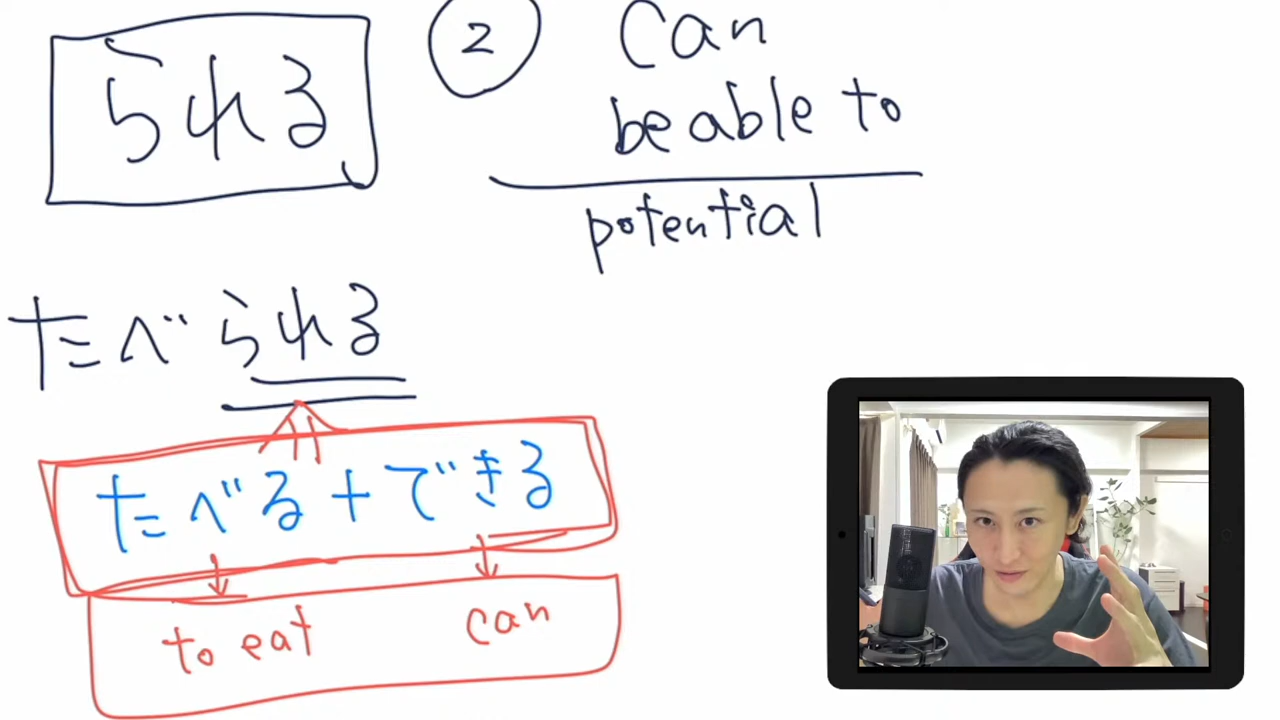 られる
2
can
be able to
potential
たべられる
たべる+できる
to eat
can